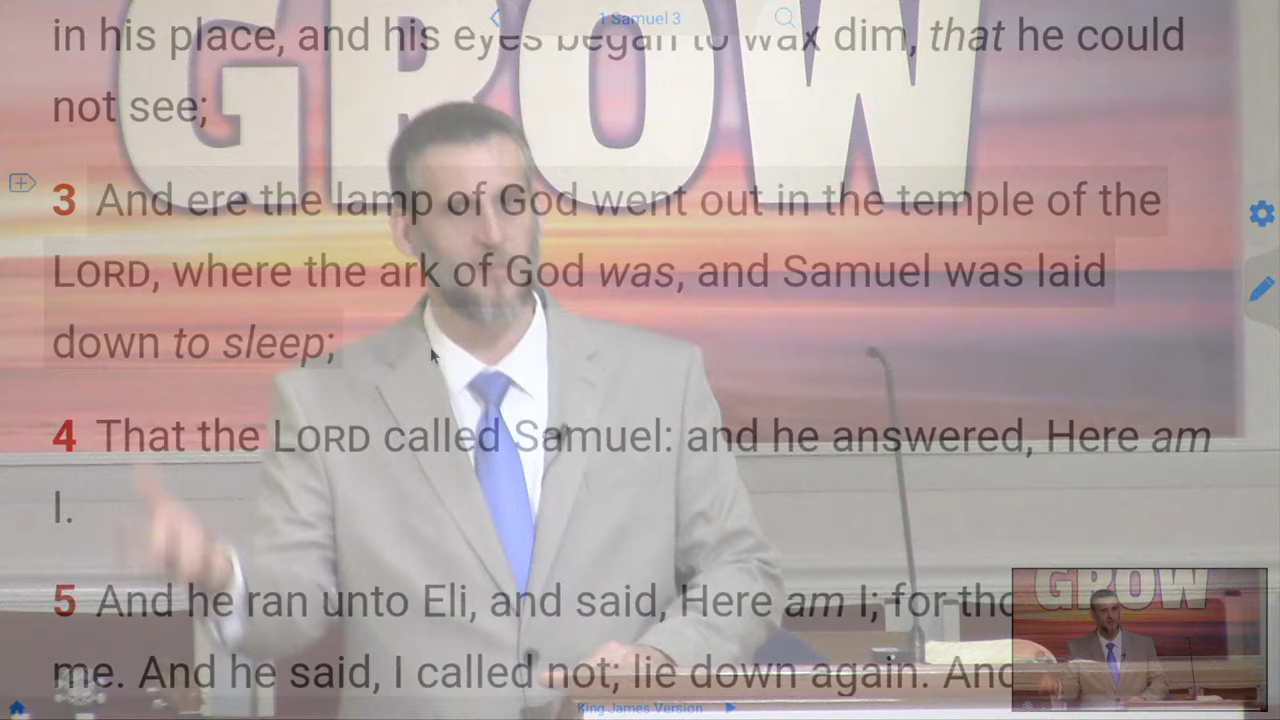 1 Samuel 3
in his place, and his eyes began to wax dim, that he could
not see;
GROW
3 And ere the lamp of God went out in the temple of the
LORD, where the ark of God was, and Samuel was laid
down to sleep;
4 That the LORD called Samuel: and he answered, Here am
I.
5 And he ran unto Eli, and said, Here am I; for tho
me. And he said, I called not; lie down again. And
GROW
King James Version